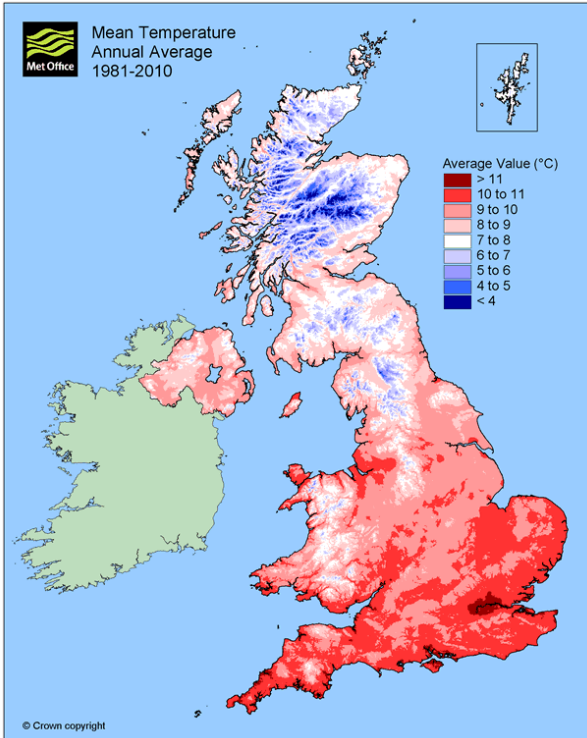 Met Office
Mean Temperature
Annual Average
1981-2010
Average Value (°C)
> 11
10 to 11
9 to 10
8 to 9
7 to 8
6 to 7
5 to 6
4 to 5
< 4
© Crown copyright